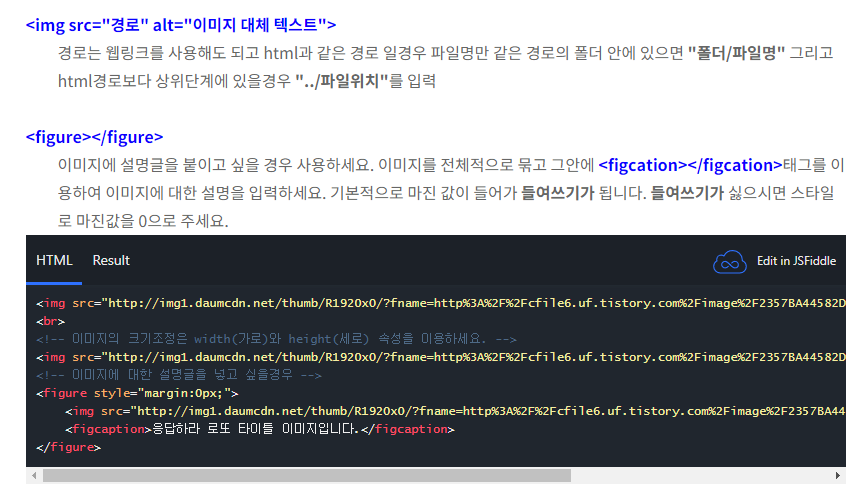 <img src="경로" alt="이미지 대체 텍스트">
경로는 웹링크를 사용해도 되고 html과 같은 경로 일경우 파일명만 같은 경로의 폴더 안에 있으면 "폴더/파일명" 그리고
html경로보다 상위단계에 있을경우 "../파일위치"를 입력
<figure></figure>
이미지에 설명글을 붙이고 싶을 경우 사용하세요. 이미지를 전체적으로 묶고 그안에 <figcation></figcation>태그를 이
용하여 이미지에 대한 설명을 입력하세요. 기본적으로 마진 값이 들어가 들여쓰기가 됩니다. 들여쓰기가 싫으시면 스타일
로 마진값을 0으로 주세요.
HTML Result Edit in JSFiddle
<img src="http://img1.daumcdn.net/thumb/R1920x0/?fname=http%3A%2F%2Fcfile6.uf.tistory.com%2Fimage%2F2357BA44582D
<br>
<!-- 이미지의 크기조정은 width(가로)와 height(세로) 속성을 이용하세요. -->
<img src="http://img1.daumcdn.net/thumb/R1920x0/?fname=http%3A%2F%2Fcfile6.uf.tistory.com%2Fimage%2F2357BA44582D
<!-- 이미지에 대한 설명글을 넣고 싶을경우 -->
<figure style="margin:0px;">
<img src="http://img1.daumcdn.net/thumb/R1920x0/?fname=http%3A%2F%2Fcfile6.uf.tistory.com%2Fimage%2F2357BA44
<figcaption>응답하라 로또 타이틀 이미지입니다.</figcaption>
</figure>